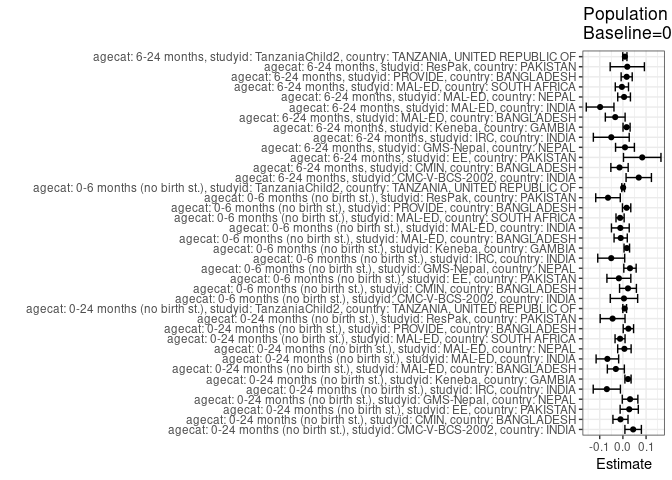 Population
Baseline=0
agecat: 6-24 months, studyid: TanzaniaChild2, country: TANZANIA, UNITED REPUBLIC OF
agecat: 6-24 months, studyid: ResPak, country: PAKISTAN
agecat: 6-24 months, studyid: PROVIDE, country: BANGLADESH
agecat: 6-24 months, studyid: MAL-ED, country: SOUTH AFRICA
agecat: 6-24 months, studyid: MAL-ED, country: NEPAL
agecat: 6-24 months, studyid: MAL-ED, country: INDIA
agecat: 6-24 months, studyid: MAL-ED, country: BANGLADESH
agecat: 6-24 months, studyid: Keneba, country: GAMBIA
agecat: 6-24 months, studyid: IRC, country: INDIA
agecat: 6-24 months, studyid: GMS-Nepal, country: NEPAL
agecat: 6-24 months, studyid: EE, country: PAKISTAN
agecat: 6-24 months, studyid: CMIN, country: BANGLADESH
agecat: 6-24 months, studyid: CMC-V-BCS-2002, country: INDIA
agecat: 0-6 months (no birth st.), studyid: TanzaniaChild2, country: TANZANIA, UNITED REPUBLIC OF
agecat: 0-6 months (no birth st.), studyid: ResPak, country: PAKISTAN
agecat: 0-6 months (no birth st.), studyid: PROVIDE, country: BANGLADESH
agecat: 0-6 months (no birth st.), studyid: MAL-ED, country: SOUTH AFRICA
agecat: 0-6 months (no birth st.), studyid: MAL-ED, country: INDIA
agecat: 0-6 months (no birth st.), studyid: MAL-ED, country: BANGLADESH
agecat: 0-6 months (no birth st.), studyid: Keneba, country: GAMBIA
agecat: 0-6 months (no birth st.), studyid: IRC, country: INDIA
agecat: 0-6 months (no birth st.), studyid: GMS-Nepal, country: NEPAL
agecat: 0-6 months (no birth st.), studyid: EE, country: PAKISTAN
agecat: 0-6 months (no birth st.), studyid: CMIN, country: BANGLADESH
agecat: 0-6 months (no birth st.), studyid: CMC-V-BCS-2002, country: INDIA
agecat: 0-24 months (no birth st.), studyid: TanzaniaChild2, country: TANZANIA, UNITED REPUBLIC OF
agecat: 0-24 months (no birth st.), studyid: ResPak, country: PAKISTAN
agecat: 0-24 months (no birth st.), studyid: PROVIDE, country: BANGLADESH
agecat: 0-24 months (no birth st.), studyid: MAL-ED, country: SOUTH AFRICA
agecat: 0-24 months (no birth st.), studyid: MAL-ED, country: NEPAL
agecat: 0-24 months (no birth st.), studyid: MAL-ED, country: INDIA
agecat: 0-24 months (no birth st.), studyid: MAL-ED, country: BANGLADESH
agecat: 0-24 months (no birth st.), studyid: Keneba, country: GAMBIA
agecat: 0-24 months (no birth st.), studyid: IRC, country: INDIA
agecat: 0-24 months (no birth st.), studyid: GMS-Nepal, country: NEPAL
agecat: 0-24 months (no birth st.), studyid: EE, country: PAKISTAN
agecat: 0-24 months (no birth st.), studyid: CMIN, country: BANGLADESH
agecat: 0-24 months (no birth st.), studyid: CMC-V-BCS-2002, country: INDIA
-0.1 0.0 0.1
Estimate